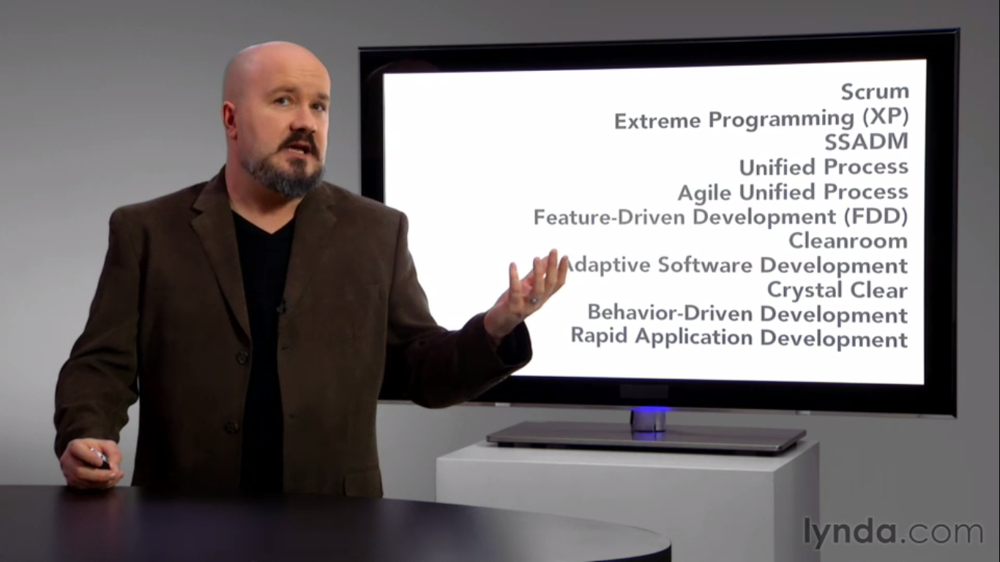 Scrum
Extreme Programming (XP)
SSADM
Unified Process
Agile Unified Process
Feature-Driven Development (FDD)
Cleanroom
Adaptive Software Development
Crystal Clear
Behavior-Driven Development
Rapid Application Development
lynda.com